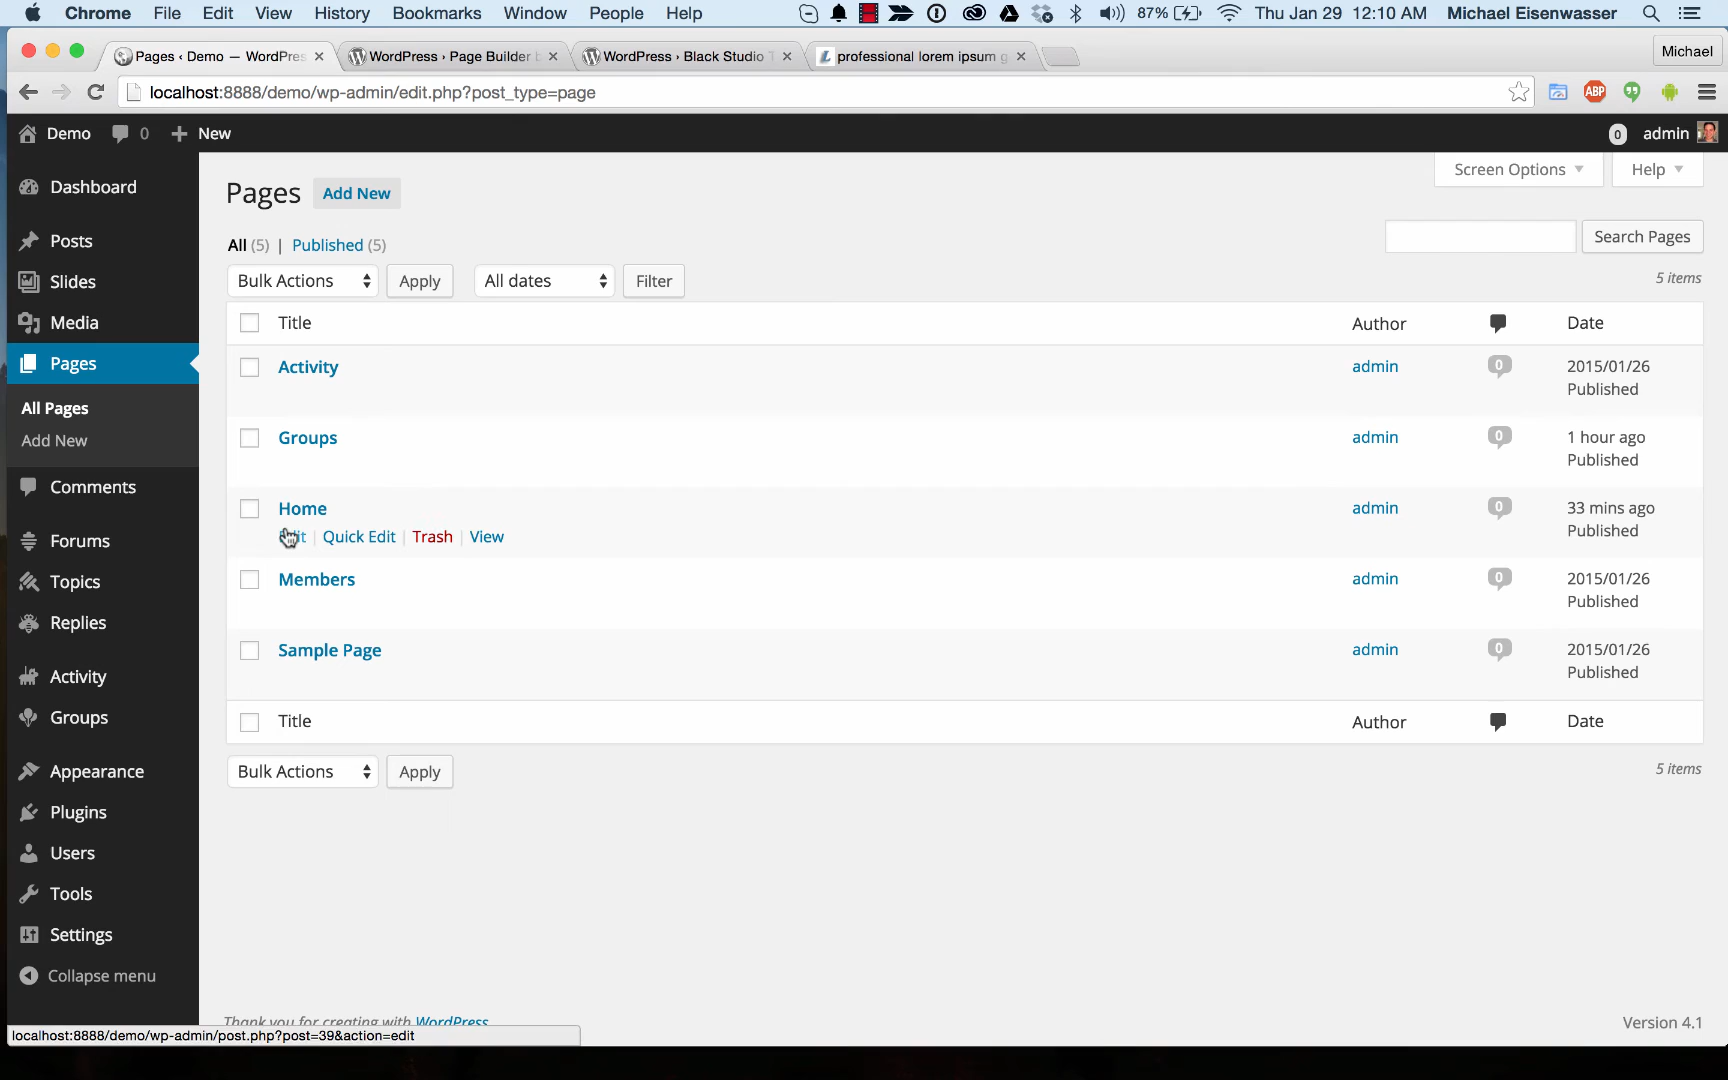 Chrome File Edit View History Bookmarks Window People Help 87% Thu Jan 29 12:10 AM Michael Eisenwasser
Pages ‹ Demo — WordPres WordPress › Page Builder b WordPress › Black Studio T professional lorem ipsum g Michael
localhost:8888/demo/wp-admin/edit.php?post_type=page ABP
Demo 0 New 0 admin
Dashboard
Posts
Slides
Media
Pages
All Pages
Add New
Comments
Forums
Topics
Replies
Activity
Groups
Appearance
Plugins
Users
Tools
Settings
Collapse menu
Screen Options Help
Pages Add New
All (5) | Published (5)
Search Pages
Bulk Actions Apply All dates Filter
5 items
Title Author Date
Activity admin 0 2015/01/26
Published
Groups admin 0 1 hour ago
Published
Home admin 0 33 mins ago
Quick Edit | Trash | View Published
Members admin 0 2015/01/26
Published
Sample Page admin 0 2015/01/26
Published
Title Author Date
Bulk Actions Apply
5 items
Thank you for creating with WordPress Version 4.1
localhost:8888/demo/wp-admin/post.php?post=39&action=edit